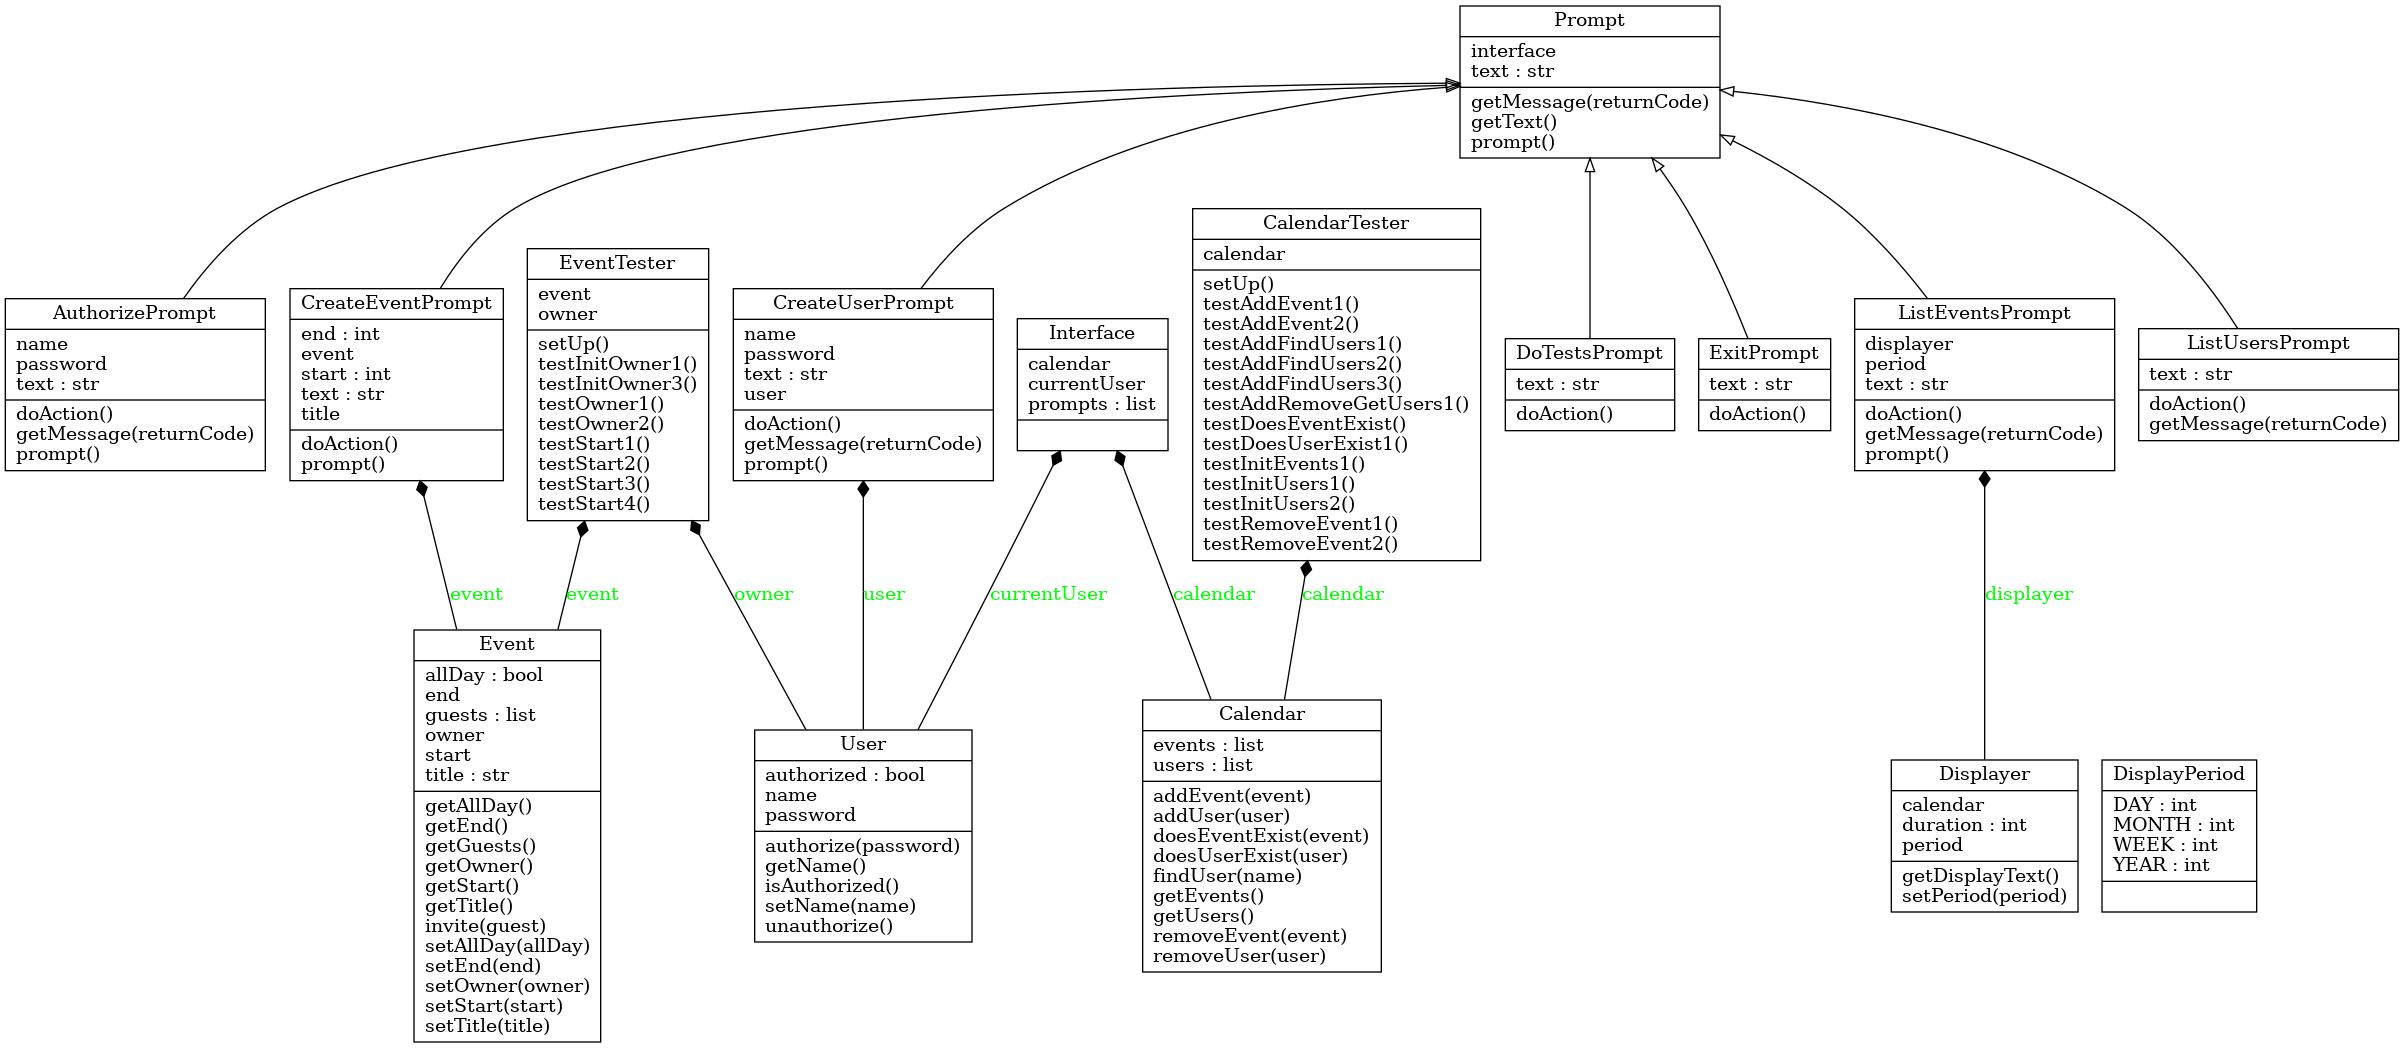 Prompt
interface
text : str
getMessage(returnCode)
getText()
prompt()
AuthorizePrompt
name
password
text : str
doAction()
getMessage(returnCode)
prompt()
CreateEventPrompt
end : int
event
start : int
text : str
title
doAction()
prompt()
EventTester
event
owner
setUp()
testInitOwner1()
testInitOwner3()
testOwner1()
testOwner2()
testStart1()
testStart2()
testStart3()
testStart4()
CreateUserPrompt
name
password
text : str
user
doAction()
getMessage(returnCode)
prompt()
Interface
calendar
currentUser
prompts : list
CalendarTester
calendar
setUp()
testAddEvent1()
testAddEvent2()
testAddFindUsers1()
testAddFindUsers2()
testAddFindUsers3()
testAddRemoveGetUsers1()
testDoesEventExist()
testDoesUserExist1()
testInitEvents1()
testInitUsers1()
testInitUsers2()
testRemoveEvent1()
testRemoveEvent2()
DoTestsPrompt
text : str
doAction()
ExitPrompt
text : str
doAction()
ListEventsPrompt
displayer
period
text : str
doAction()
getMessage(returnCode)
prompt()
ListUsersPrompt
text : str
doAction()
getMessage(returnCode)
event
event
owner
user
currentUser
calendar
calendar
displayer
Event
allDay : bool
end
guests : list
owner
start
title : str
getAllDay()
getEnd()
getGuests()
getOwner()
getStart()
getTitle()
invite(guest)
setAllDay(allDay)
setEnd(end)
setOwner(owner)
setStart(start)
setTitle(title)
User
authorized : bool
name
password
authorize(password)
getName()
isAuthorized()
setName(name)
unauthorize()
Calendar
events : list
users : list
addEvent(event)
addUser(user)
doesEventExist(event)
doesUserExist(user)
findUser(name)
getEvents()
getUsers()
removeEvent(event)
removeUser(user)
Displayer
calendar
duration : int
period
getDisplayText()
setPeriod(period)
DisplayPeriod
DAY : int
MONTH : int
WEEK : int
YEAR : int